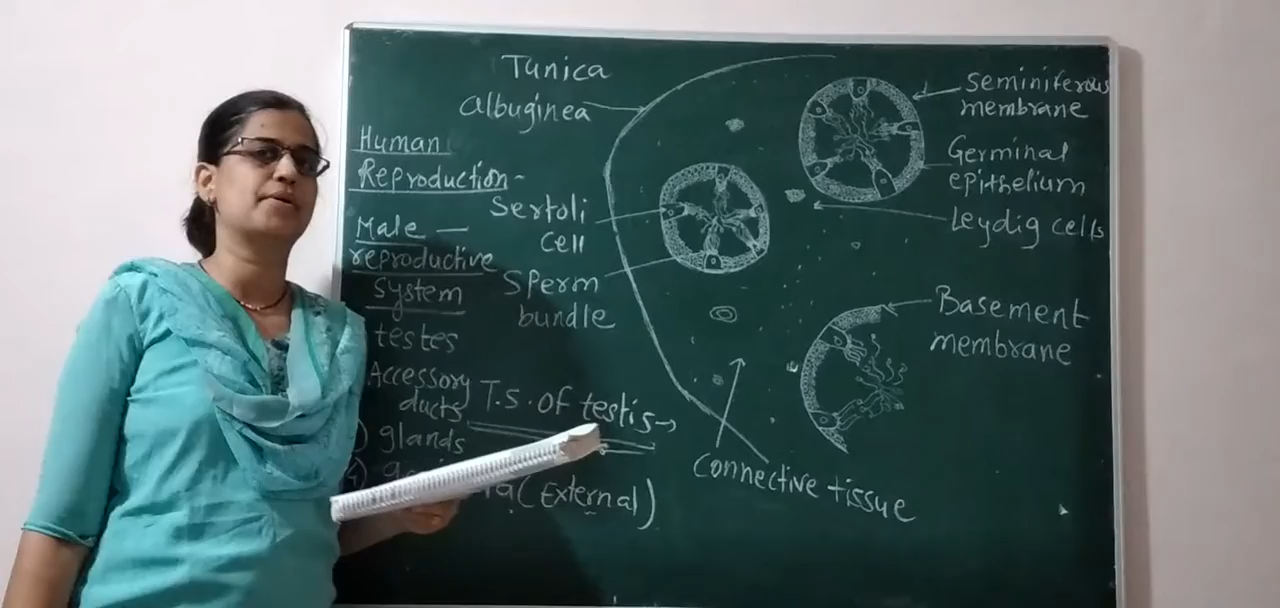 Tunica
albuginea
Human
Reproduction-
Male —
reproductive
system
testes
Accessory
ducts
) glands
(External)
Sertoli
cell
Sperm
bundle
T.S. of testis→
Seminiferous
membrane
Germinal
epithelium
Leydig cells
Basement
membrane
Connective tissue